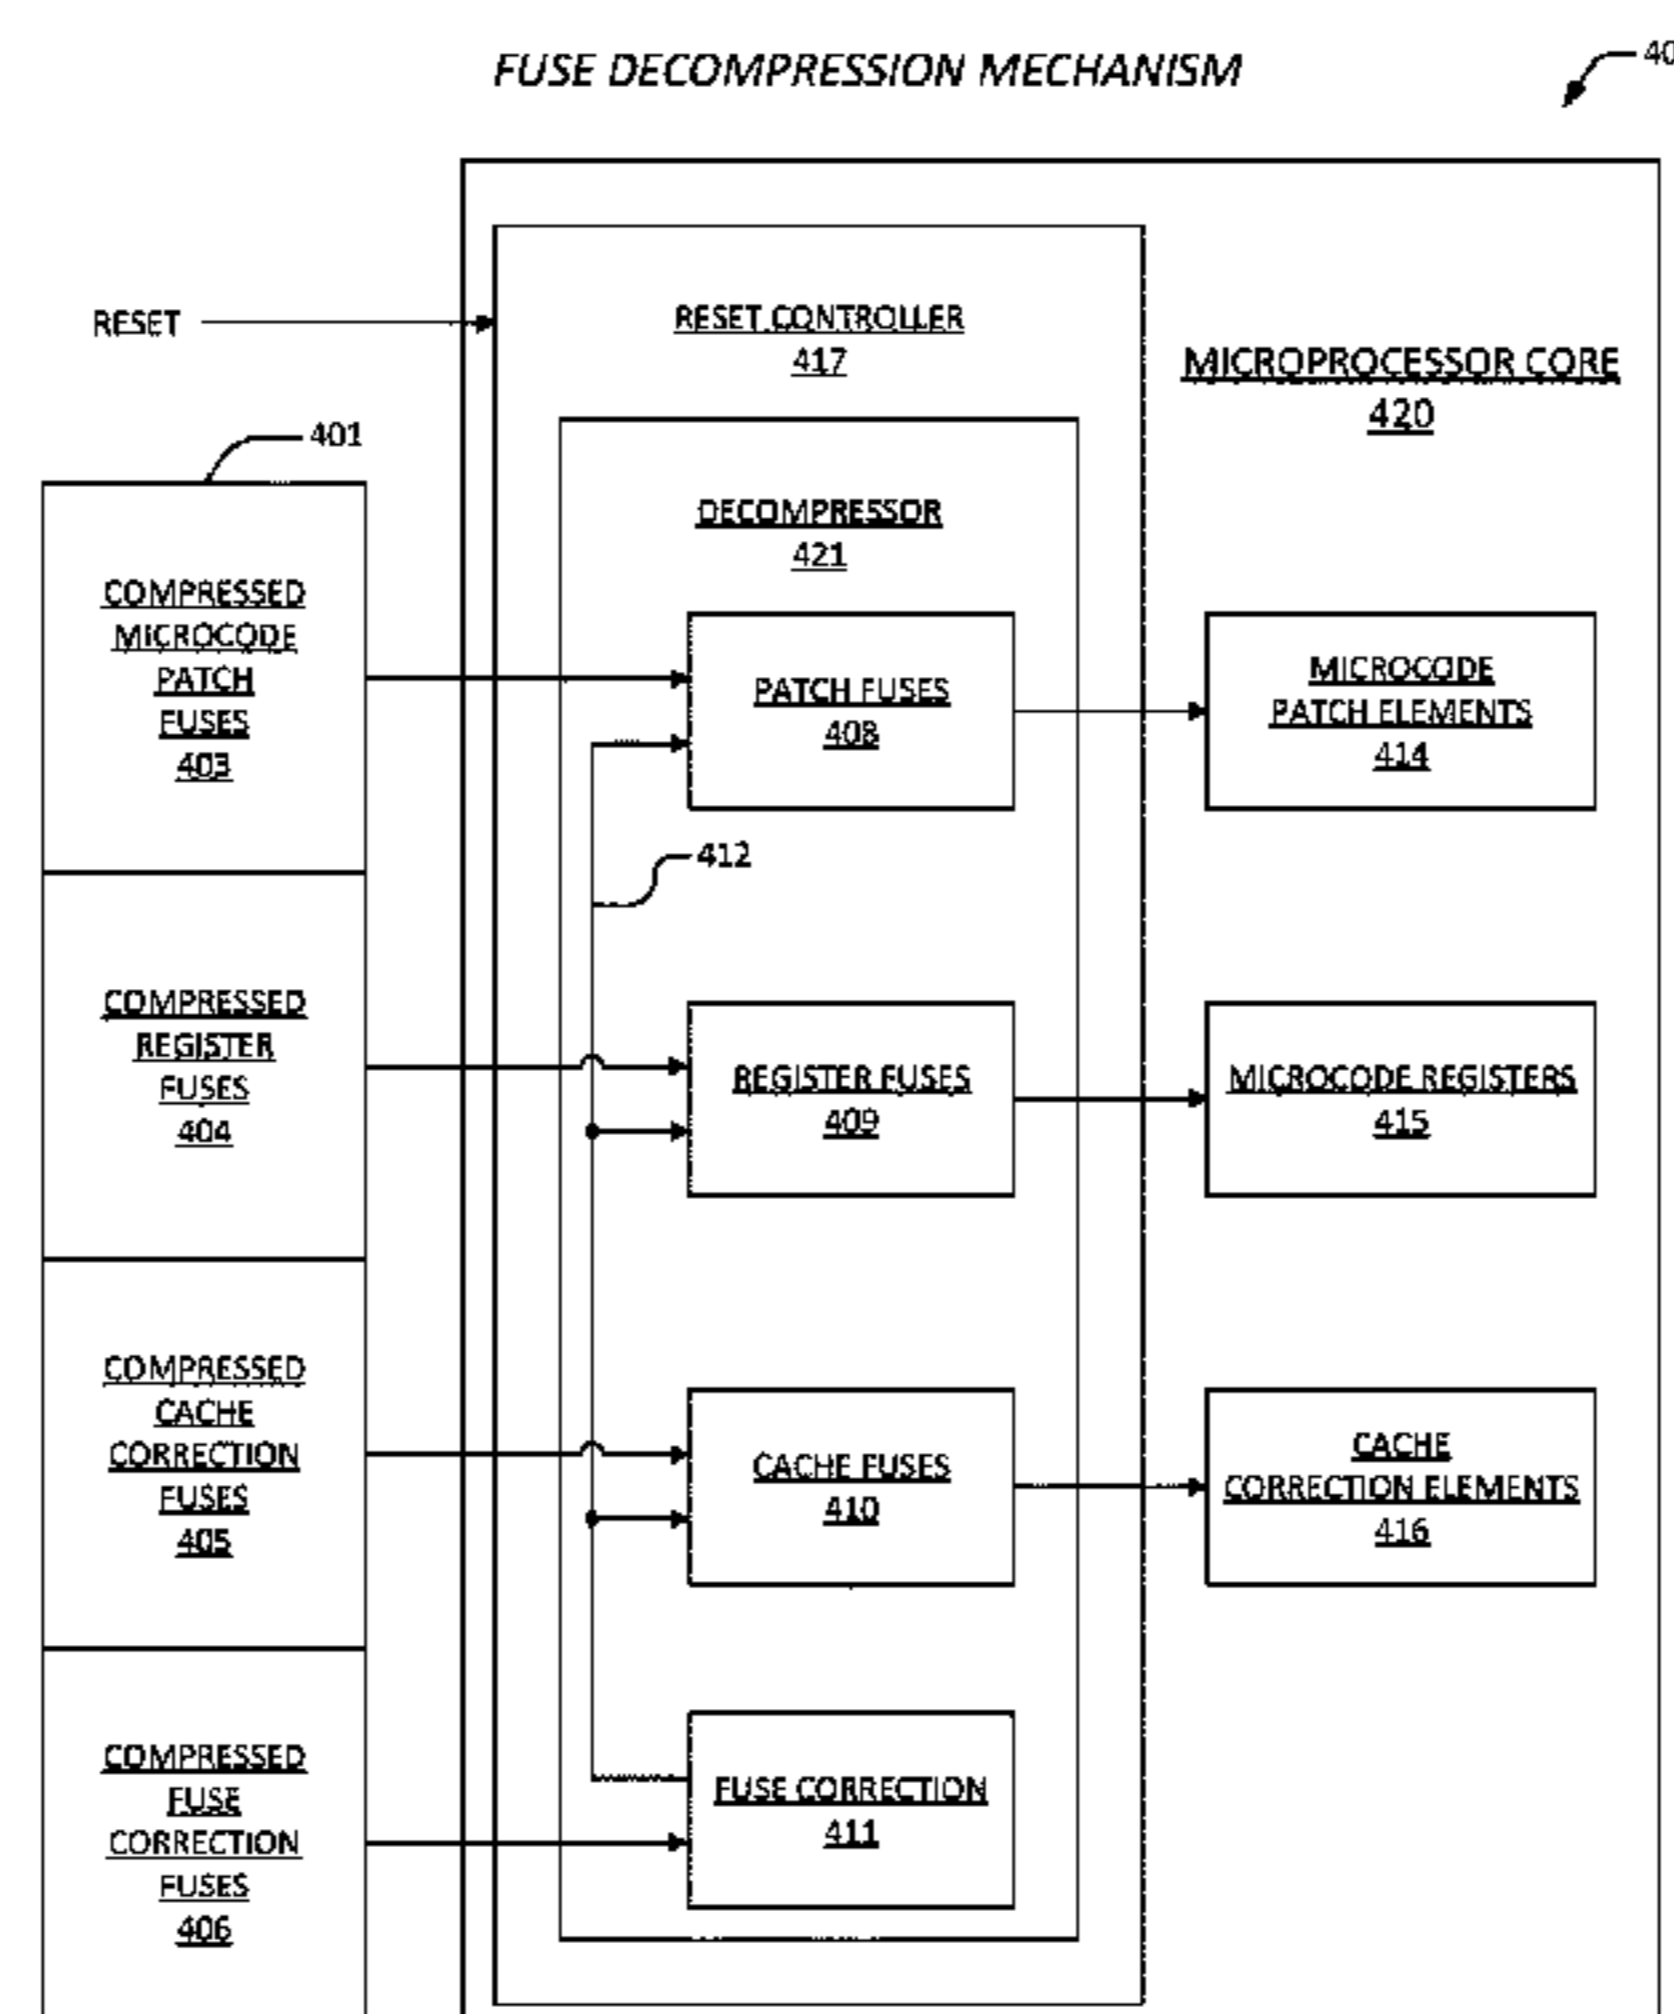 FUSE DECOMPRESSION MECHANISM
RESET
RESET CONTROLLER
417
MICROPROCESSOR CORE
420
401
DECOMPRESSOR
421
COMPRESSED
MICROCODE
PATCH
FUSES
403
PATCH FUSES
408
MICROCODE
PATCH ELEMENTS
414
412
COMPRESSED
REGISTER
FUSES
404
REGISTER FUSES
409
MICROCODE REGISTERS
415
COMPRESSED
CACHE
CORRECTION
FUSES
405
CACHE FUSES
410
CACHE
CORRECTION ELEMENTS
416
COMPRESSED
FUSE
CORRECTION
FUSES
406
FUSE CORRECTION
411